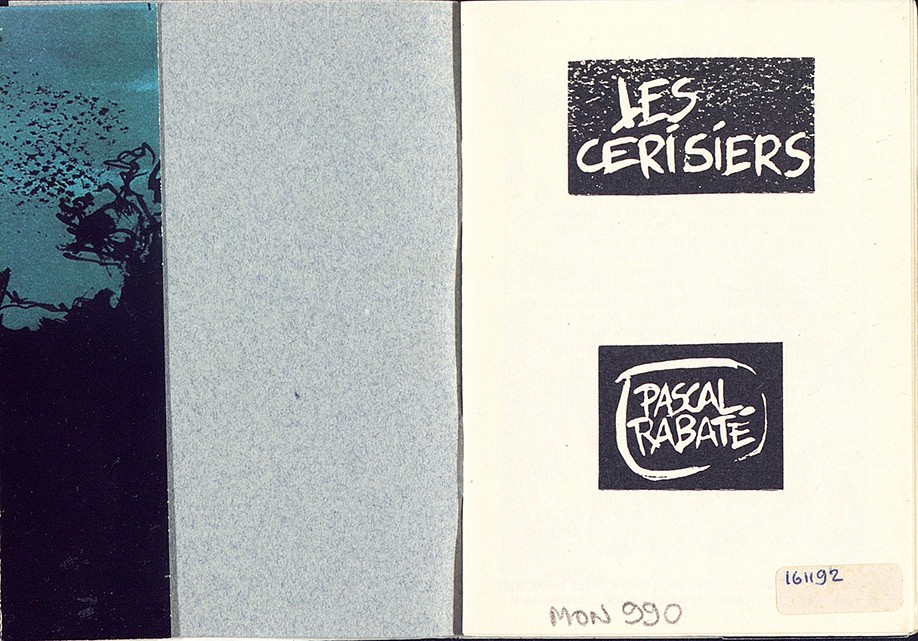 LES
CERISIERS
PASCAL
RABATÉ
161192
MON 990